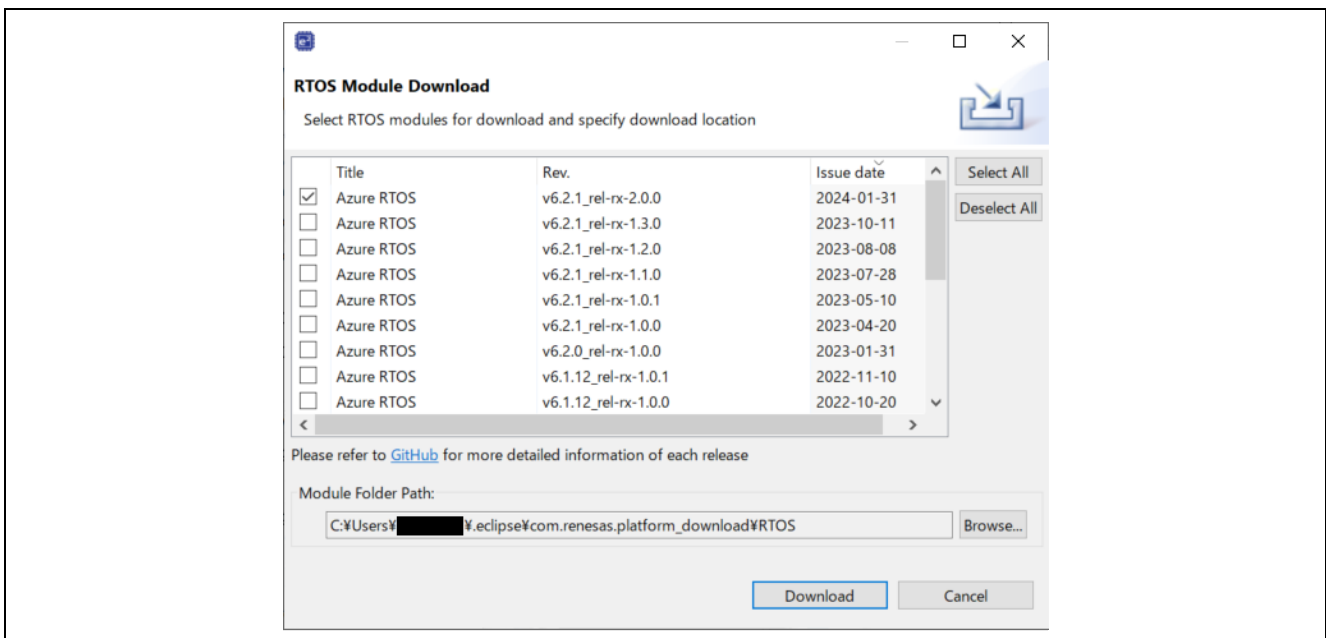 RTOS Module Download
Select RTOS modules for download and specify download location
Title Rev. Issue date
Azure RTOS v6.2.1_rel-rx-2.0.0 2024-01-31
Azure RTOS v6.2.1_rel-rx-1.3.0 2023-10-11
Azure RTOS v6.2.1_rel-rx-1.2.0 2023-08-08
Azure RTOS v6.2.1_rel-rx-1.1.0 2023-07-28
Azure RTOS v6.2.1_rel-rx-1.0.1 2023-05-10
Azure RTOS v6.2.1_rel-rx-1.0.0 2023-04-20
Azure RTOS v6.2.0_rel-rx-1.0.0 2023-01-31
Azure RTOS v6.1.12_rel-rx-1.0.1 2022-11-10
Azure RTOS v6.1.12_rel-rx-1.0.0 2022-10-20
Select All
Deselect All
Please refer to GitHub for more detailed information of each release
Module Folder Path:
C:¥Users¥ ¥.eclipse¥com.renesas.platform_download¥RTOS
Browse...
Download Cancel